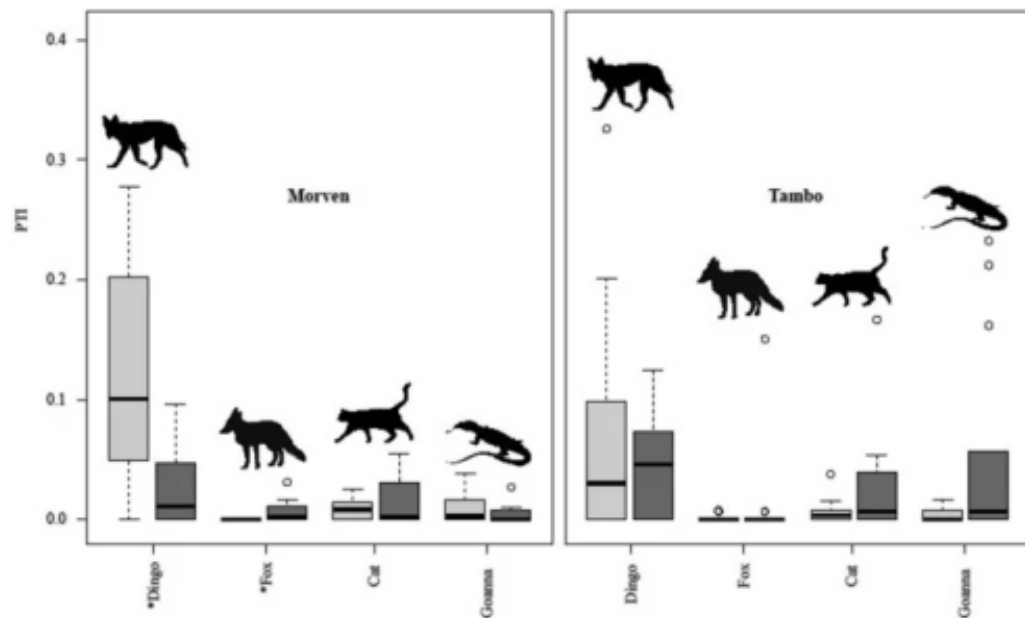 PTI
0.4
0.3
0.2
0.1
0.0
Morven
*Dingo
*Fox
Cat
Goanna
Tambo
Dingo
Fox
Cat
Goanna